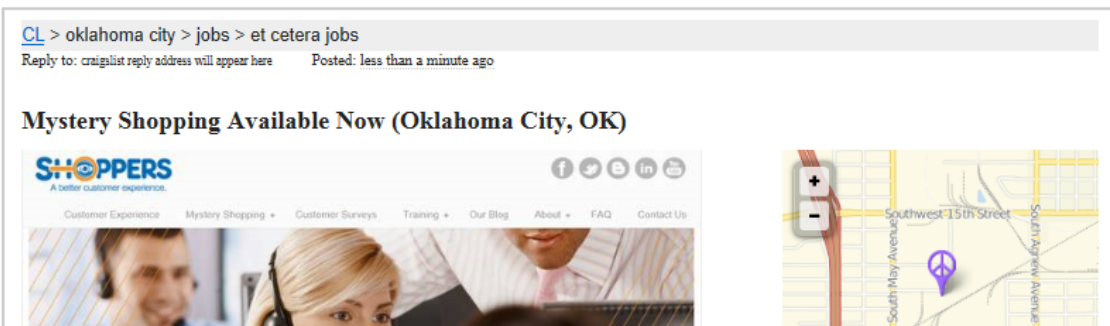 CL > oklahoma city > jobs > et cetera jobs
Reply to: craigslist reply address will appear here Posted: less than a minute ago
Mystery Shopping Available Now (Oklahoma City, OK)
SHOPPERS
A better customer experience.
Customer Experience Mystery Shopping + Customer Surveys Training + Our Blog About + FAQ Contact Us
+
-
Southwest 15th Street
South May Avenue
South Agnew Avenue